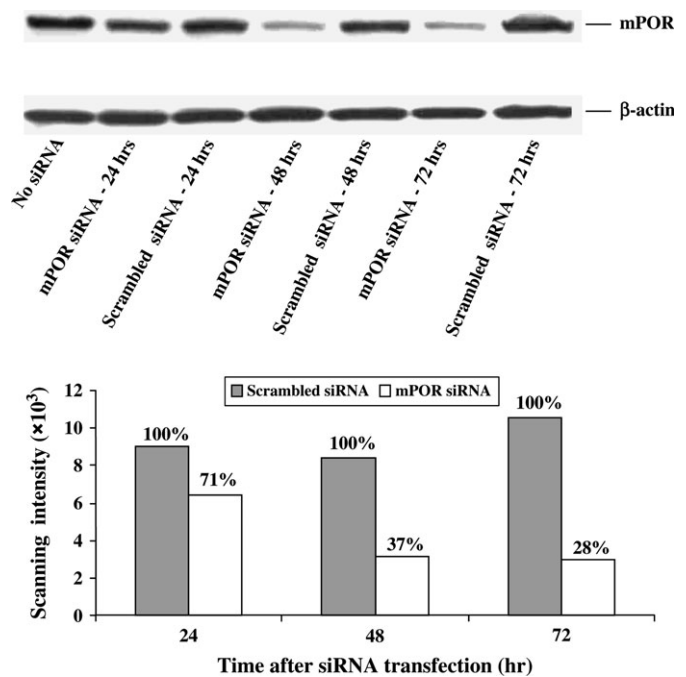 mPOR
β-actin
No siRNA
mPOR siRNA - 24 hrs
Scrambled siRNA - 24 hrs
mPOR siRNA - 48 hrs
Scrambled siRNA - 48 hrs
mPOR siRNA - 72 hrs
Scrambled siRNA - 72 hrs
Scrambled siRNA
mPOR siRNA
Scanning intensity (×10³)
12
10
8
6
4
2
0
100%
71%
100%
37%
100%
28%
24
48
72
Time after siRNA transfection (hr)